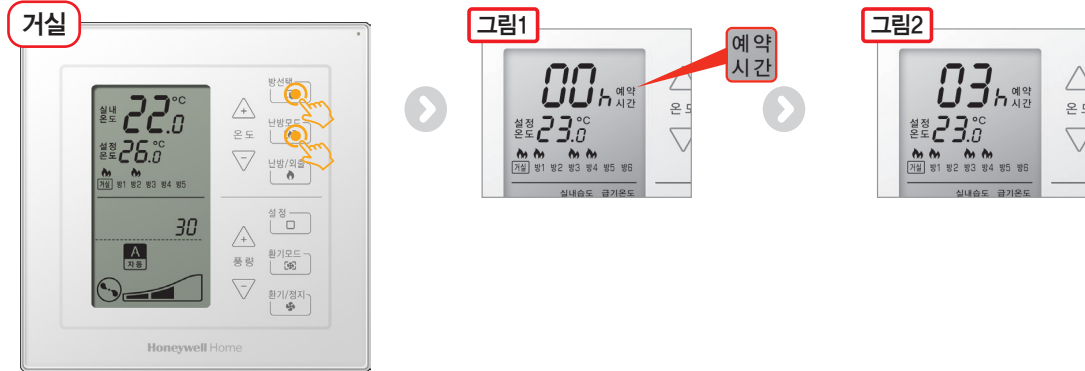 거실
실내
온도
22.0 °C
설정
온도
26.0 °C
거실 방1 방2 방3 방4 방5
30
A
자동
방선택
+
온도
−
난방모드
난방/외출
설정
+
풍량
−
환기모드
환기/정지
Honeywell Home
그림1
00h 예약
시간
설정
온도
23.0 °C
거실 방1 방2 방3 방4 방5 방6
실내습도 급기온도
온도
예약
시간
그림2
03h 예약
시간
설정
온도
23.0 °C
거실 방1 방2 방3 방4 방5 방6
실내습도 급기온도